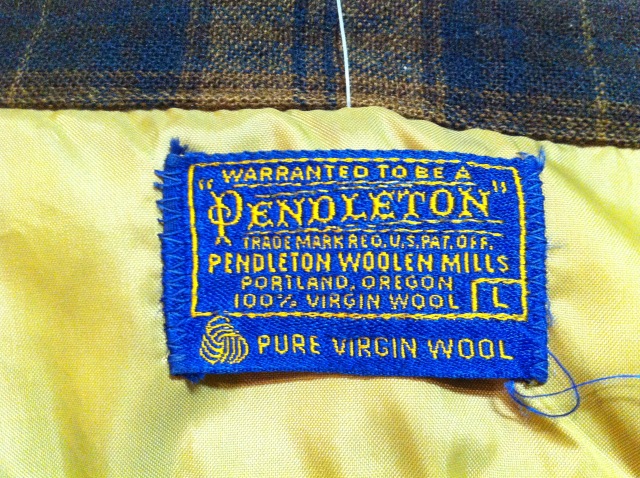 WARRANTED TO BE A
"PENDLETON"
TRADE MARK REG. U.S. PAT. OFF.
PENDLETON WOOLEN MILLS
PORTLAND, OREGON
100% VIRGIN WOOL L
PURE VIRGIN WOOL